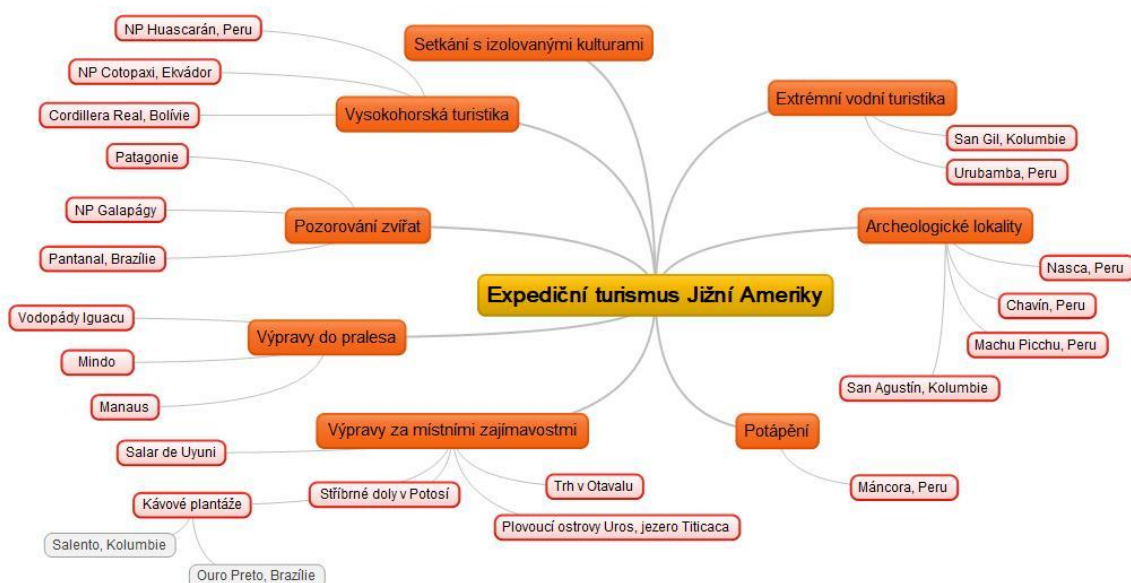 Expediční turismus Jižní Ameriky
Setkání s izolovanými kulturami
Vysokohorská turistika
NP Huascarán, Peru
NP Cotopaxi, Ekvádor
Cordillera Real, Bolívie
Pozorování zvířat
Patagonie
NP Galapágy
Pantanal, Brazílie
Výpravy do pralesa
Vodopády Iguacu
Mindo
Manaus
Výpravy za místními zajímavostmi
Salar de Uyuni
Kávové plantáže
Salento, Kolumbie
Ouro Preto, Brazílie
Stříbrné doly v Potosí
Trh v Otavalu
Plovoucí ostrovy Uros, jezero Titicaca
Extrémní vodní turistika
San Gil, Kolumbie
Urubamba, Peru
Archeologické lokality
Nasca, Peru
Chavín, Peru
Machu Picchu, Peru
San Agustín, Kolumbie
Potápění
Máncora, Peru